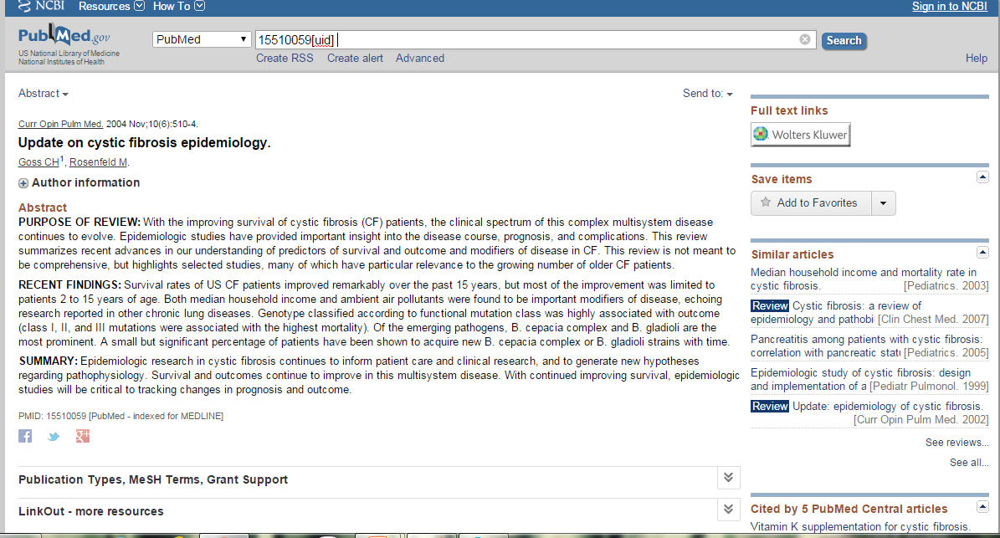 NCBI Resources How To Sign in to NCBI
PubMed.gov
US National Library of Medicine
National Institutes of Health
PubMed
15510059[uid]
Search
Create RSS Create alert Advanced
Help
Abstract
Send to:
Curr Opin Pulm Med. 2004 Nov;10(6):510-4.
Update on cystic fibrosis epidemiology.
Goss CH1, Rosenfeld M.
Author information
Abstract
PURPOSE OF REVIEW: With the improving survival of cystic fibrosis (CF) patients, the clinical spectrum of this complex multisystem disease
continues to evolve. Epidemiologic studies have provided important insight into the disease course, prognosis, and complications. This review
summarizes recent advances in our understanding of predictors of survival and outcome and modifiers of disease in CF. This review is not meant to
be comprehensive, but highlights selected studies, many of which have particular relevance to the growing number of older CF patients.
RECENT FINDINGS: Survival rates of US CF patients improved remarkably over the past 15 years, but most of the improvement was limited to
patients 2 to 15 years of age. Both median household income and ambient air pollutants were found to be important modifiers of disease, echoing
research reported in other chronic lung diseases. Genotype classified according to functional mutation class was highly associated with outcome
(class I, II, and III mutations were associated with the highest mortality). Of the emerging pathogens, B. cepacia complex and B. gladioli are the
most prominent. A small but significant percentage of patients have been shown to acquire new B. cepacia complex or B. gladioli strains with time.
SUMMARY: Epidemiologic research in cystic fibrosis continues to inform patient care and clinical research, and to generate new hypotheses
regarding pathophysiology. Survival and outcomes continue to improve in this multisystem disease. With continued improving survival, epidemiologic
studies will be critical to tracking changes in prognosis and outcome.
PMID: 15510059 [PubMed - indexed for MEDLINE]
Publication Types, MeSH Terms, Grant Support
LinkOut - more resources
Full text links
Wolters Kluwer
Save items
Add to Favorites
Similar articles
Median household income and mortality rate in
cystic fibrosis. [Pediatrics. 2003]
Review Cystic fibrosis: a review of
epidemiology and pathobi [Clin Chest Med. 2007]
Pancreatitis among patients with cystic fibrosis:
correlation with pancreatic stat [Pediatrics. 2005]
Epidemiologic study of cystic fibrosis: design
and implementation of a [Pediatr Pulmonol. 1999]
Review Update: epidemiology of cystic fibrosis.
[Curr Opin Pulm Med. 2002]
See reviews...
See all...
Cited by 5 PubMed Central articles
Vitamin K supplementation for cystic fibrosis.